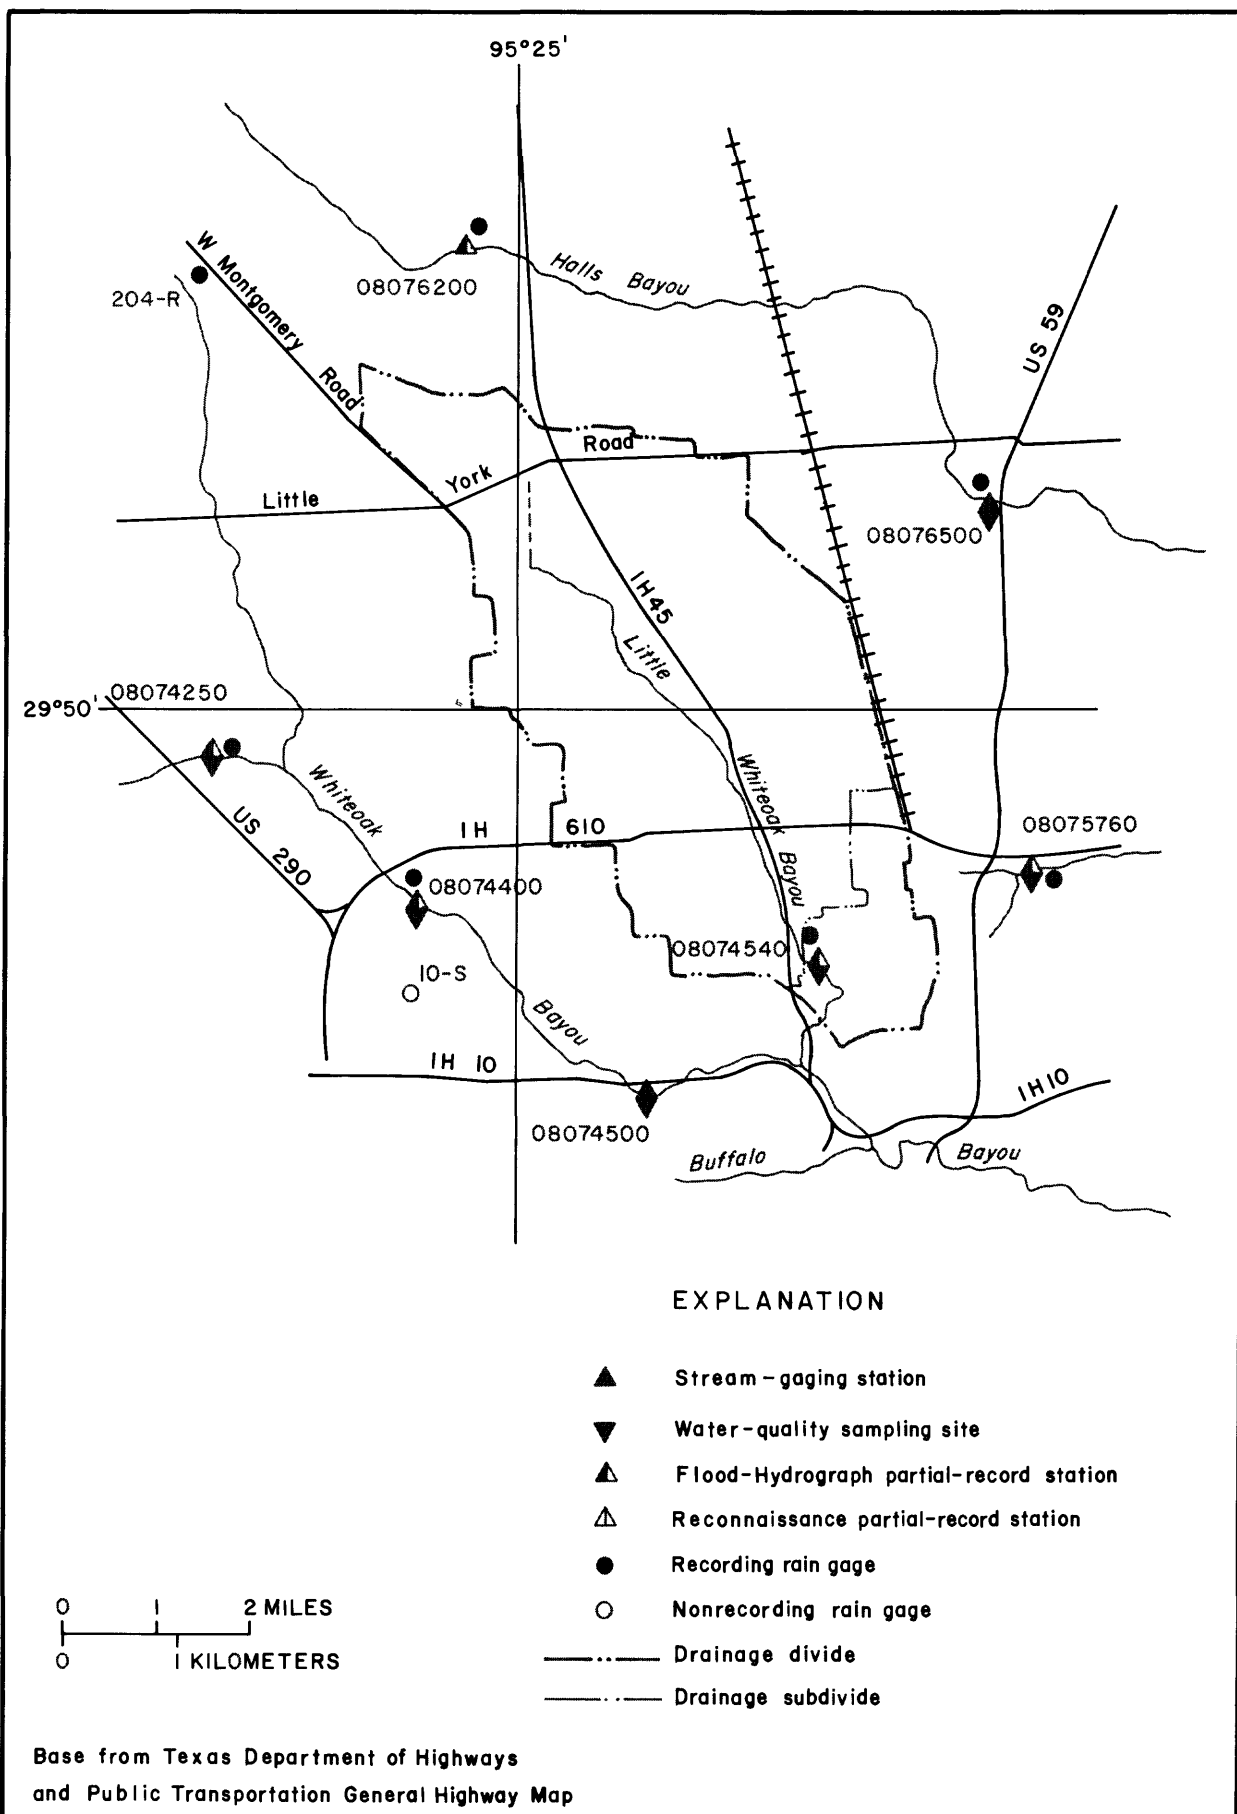 95°25'
W Montgomery Road
204-R
08076200
Halls Bayou
US 59
Little York Road
08076500
IH45
Little Whiteoak Bayou
08074250
29°50'
Whiteoak Bayou
US 290
IH 610
08075760
08074400
08074540
10-S
IH 10
IH10
08074500
Buffalo Bayou
EXPLANATION
Stream-gaging station
Water-quality sampling site
Flood-Hydrograph partial-record station
Reconnaissance partial-record station
Recording rain gage
0 1 2 MILES
Nonrecording rain gage
0 1 KILOMETERS
Drainage divide
Drainage subdivide
Base from Texas Department of Highways
and Public Transportation General Highway Map